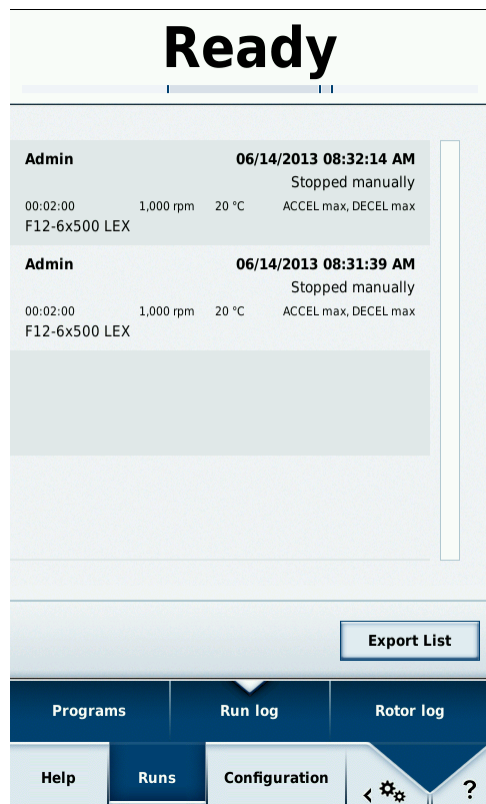 Ready
Admin 06/14/2013 08:32:14 AM
Stopped manually
00:02:00 1,000 rpm 20 °C ACCEL max, DECEL max
F12-6x500 LEX
Admin 06/14/2013 08:31:39 AM
Stopped manually
00:02:00 1,000 rpm 20 °C ACCEL max, DECEL max
F12-6x500 LEX
Export List
Programs Run log Rotor log
Help Runs Configuration < ?